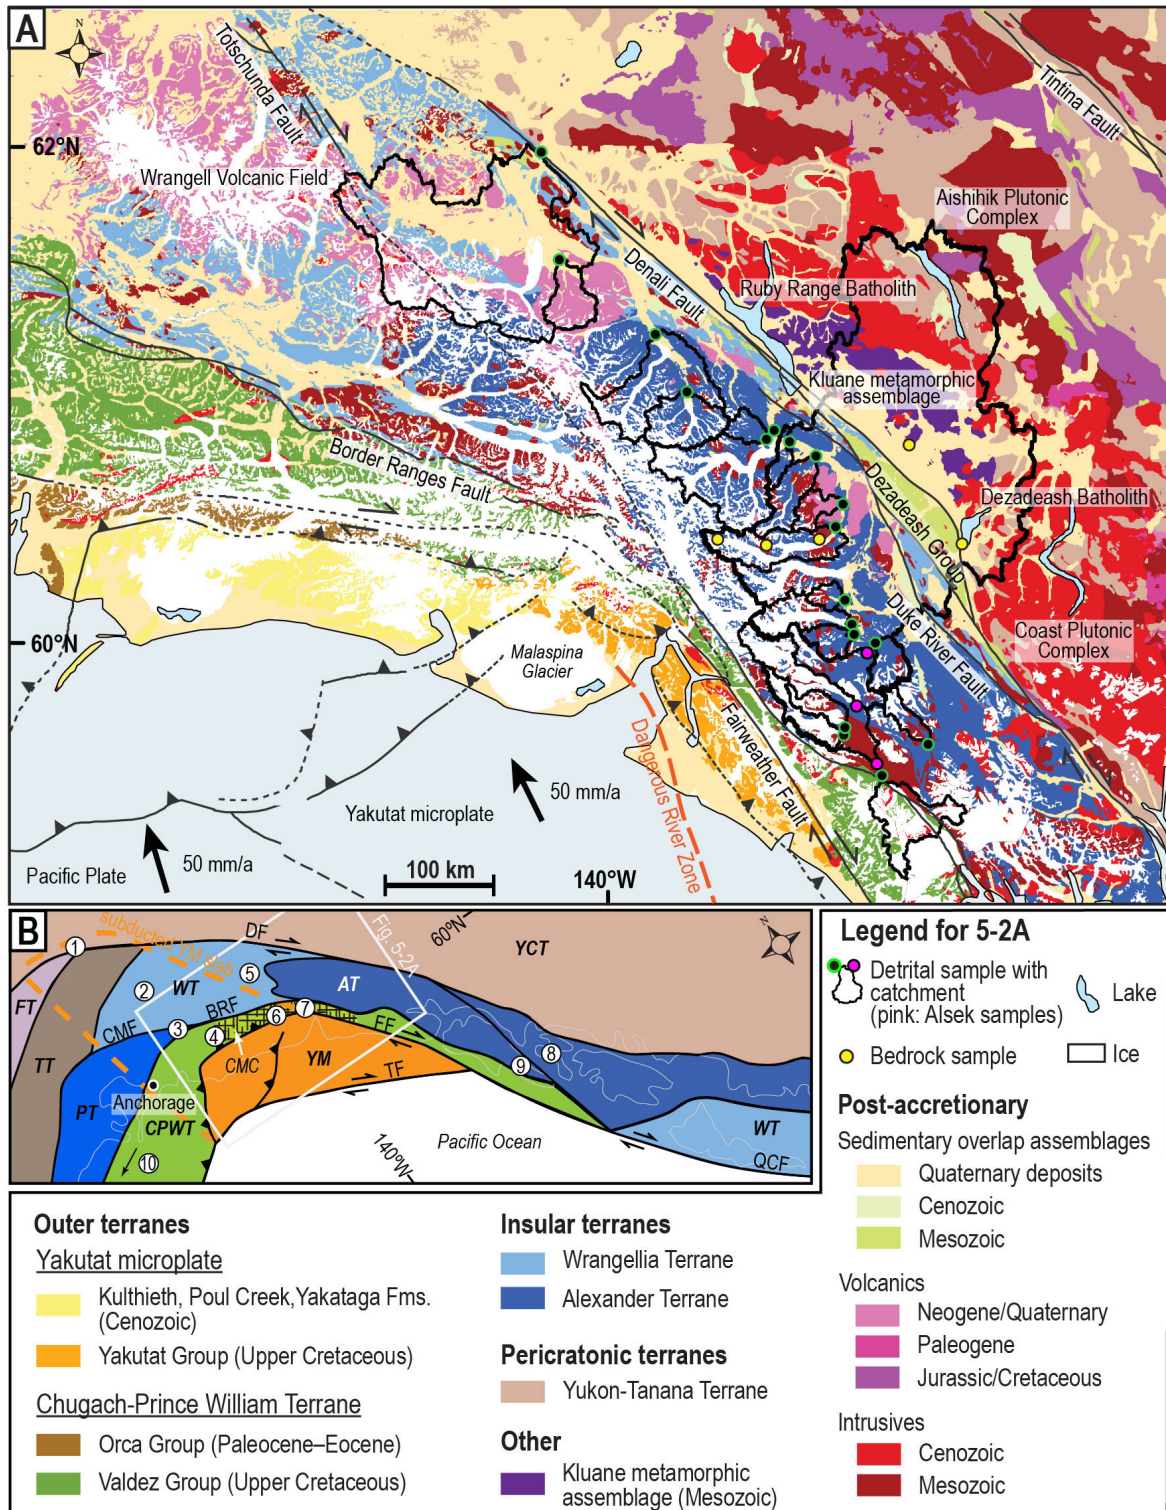 A
N
Totschunda Fault
Tintina Fault
62°N
Wrangell Volcanic Field
Aishihik Plutonic
Complex
Denali Fault
Ruby Range Batholith
Kluane metamorphic
assemblage
Border Ranges Fault
Dezadeash Group
Dezadeash Batholith
Duke River Fault
60°N
Coast Plutonic
Complex
Malaspina
Glacier
Fairweather Fault
Dangerous River Zone
50 mm/a
Yakutat microplate
50 mm/a
Pacific Plate
100 km
140°W
B
subducted YM slab
DF
Fig. 5-2A
60ºN
YCT
N
1
FT
2
WT
5
AT
TT
CMF
3
BRF
4
6
7
FF
CMC
YM
TF
9
8
Anchorage
PT
CPWT
10
140ºW
Pacific Ocean
WT
QCF
Legend for 5-2A
Detrital sample with
catchment
(pink: Alsek samples)
Lake
Bedrock sample
Ice
Post-accretionary
Sedimentary overlap assemblages
Quaternary deposits
Cenozoic
Mesozoic
Volcanics
Neogene/Quaternary
Paleogene
Jurassic/Cretaceous
Intrusives
Cenozoic
Mesozoic
Outer terranes
Yakutat microplate
Kulthieth, Poul Creek,Yakataga Fms.
(Cenozoic)
Yakutat Group (Upper Cretaceous)
Chugach-Prince William Terrane
Orca Group (Paleocene–Eocene)
Valdez Group (Upper Cretaceous)
Insular terranes
Wrangellia Terrane
Alexander Terrane
Pericratonic terranes
Yukon-Tanana Terrane
Other
Kluane metamorphic
assemblage (Mesozoic)